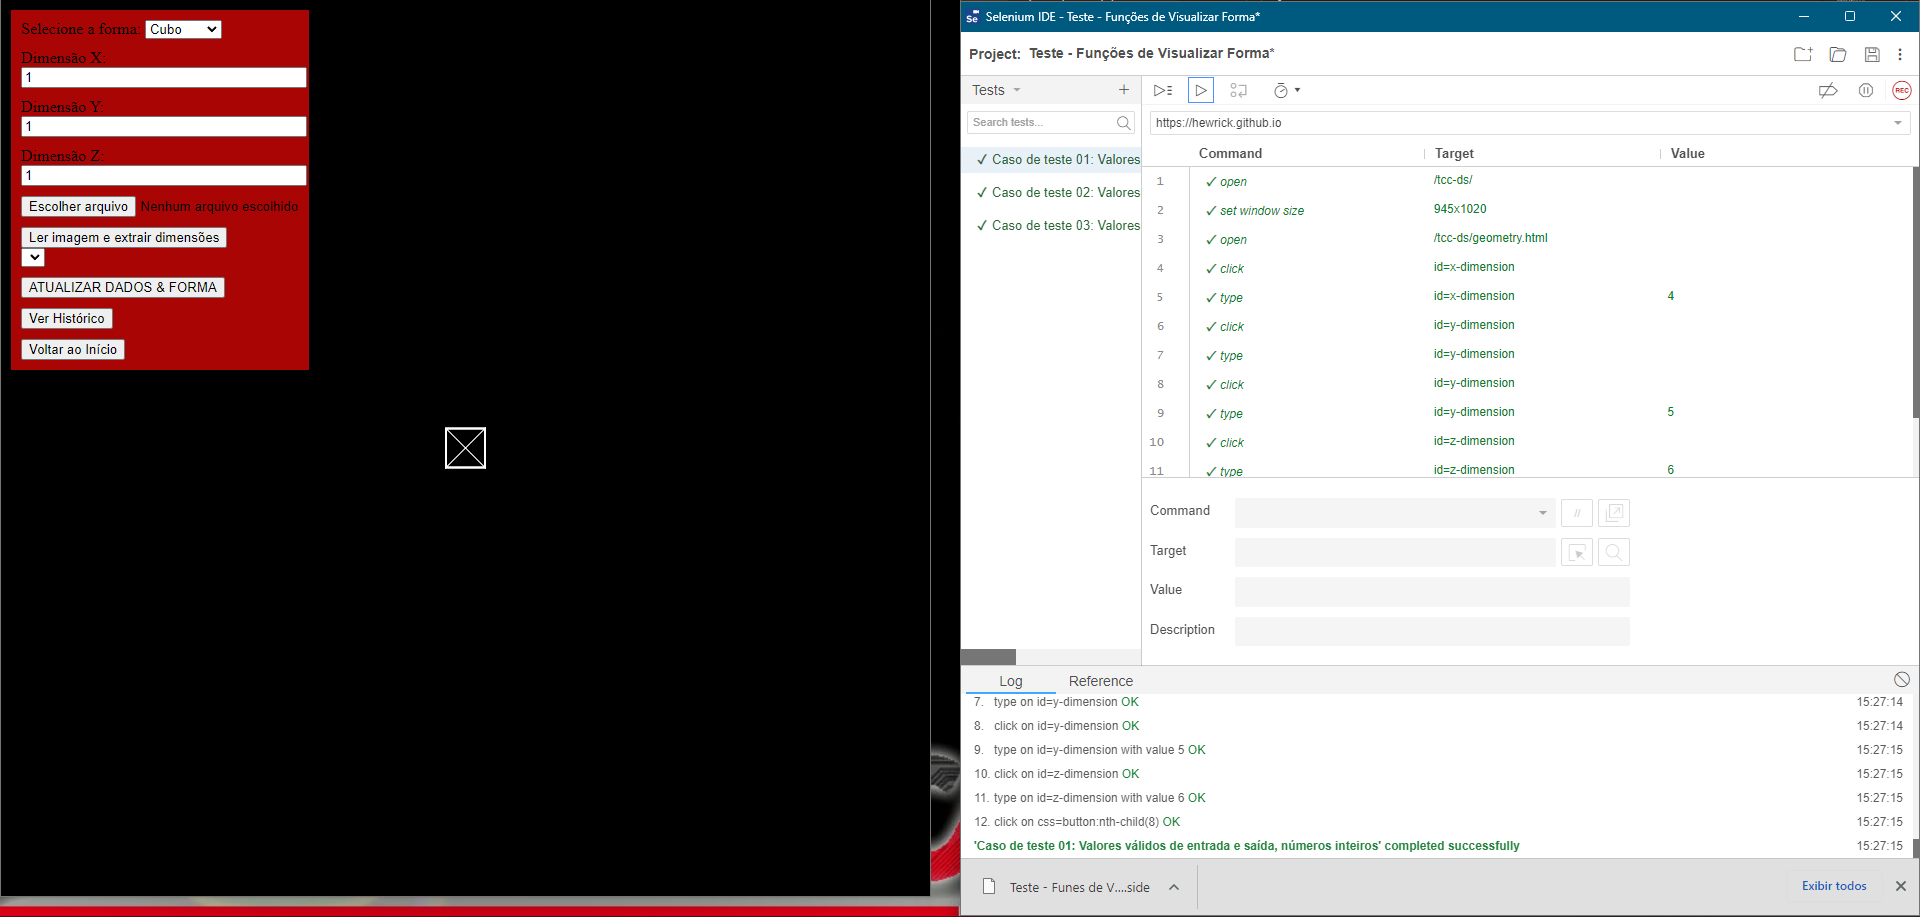 Selecione a forma: Cubo
Dimensão X:
1
Dimensão Y:
1
Dimensão Z:
1
Escolher arquivo Nenhum arquivo escolhido
Ler imagem e extrair dimensões
ATUALIZAR DADOS & FORMA
Ver Histórico
Voltar ao Início
Se Selenium IDE - Teste - Funções de Visualizar Forma*
Project: Teste - Funções de Visualizar Forma*
Tests
REC
Search tests...
https://hewrick.github.io
✓ Caso de teste 01: Valores
✓ Caso de teste 02: Valores
✓ Caso de teste 03: Valores
Command Target Value
1 ✓ open /tcc-ds/
2 ✓ set window size 945x1020
3 ✓ open /tcc-ds/geometry.html
4 ✓ click id=x-dimension
5 ✓ type id=x-dimension 4
6 ✓ click id=y-dimension
7 ✓ type id=y-dimension
8 ✓ click id=y-dimension
9 ✓ type id=y-dimension 5
10 ✓ click id=z-dimension
11 ✓ type id=z-dimension 6
Command //
Target
Value
Description
Log Reference
7. type on id=y-dimension OK 15:27:14
8. click on id=y-dimension OK 15:27:14
9. type on id=y-dimension with value 5 OK 15:27:15
10. click on id=z-dimension OK 15:27:15
11. type on id=z-dimension with value 6 OK 15:27:15
12. click on css=button:nth-child(8) OK 15:27:15
'Caso de teste 01: Valores válidos de entrada e saída, números inteiros' completed successfully 15:27:15
Teste - Funes de V....side
Exibir todos